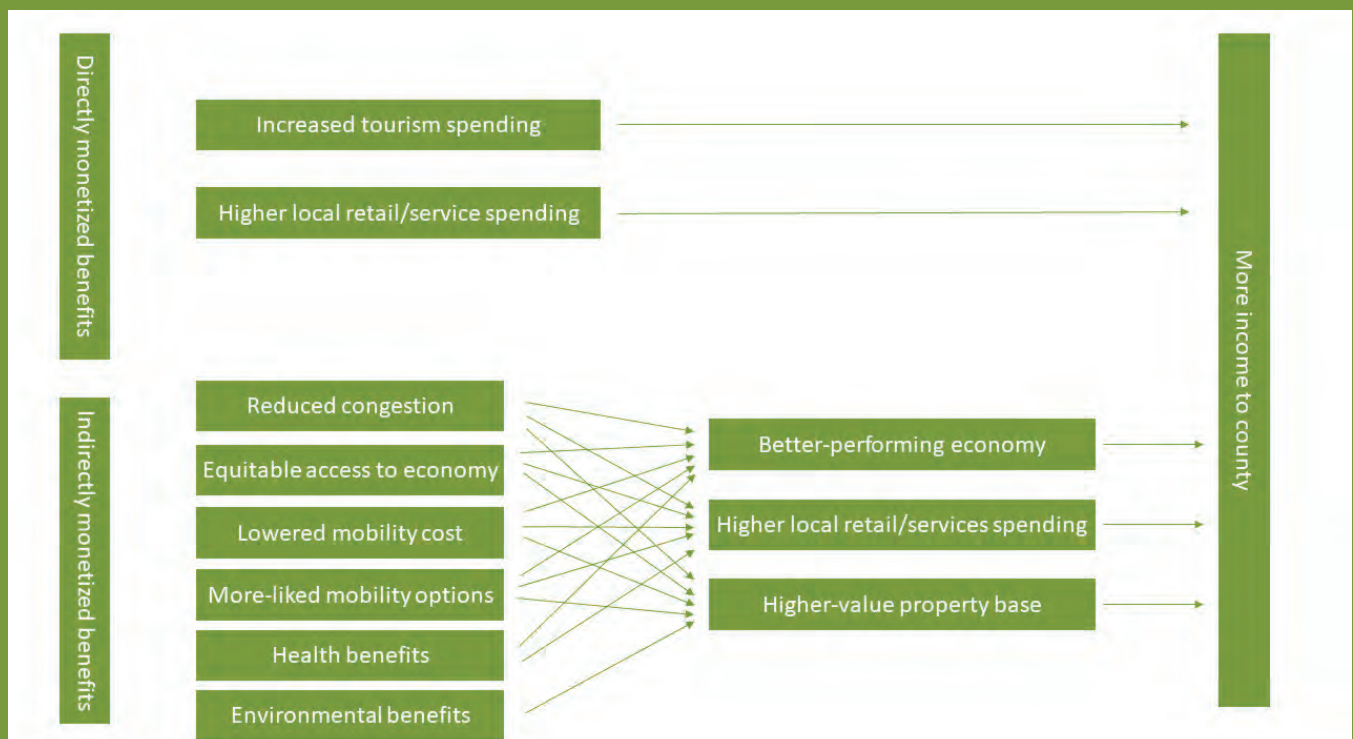 Directly monetized benefits
Increased tourism spending
Higher local retail/service spending
Indirectly monetized benefits
Reduced congestion
Equitable access to economy
Lowered mobility cost
More-liked mobility options
Health benefits
Environmental benefits
Better-performing economy
Higher local retail/services spending
Higher-value property base
More income to county